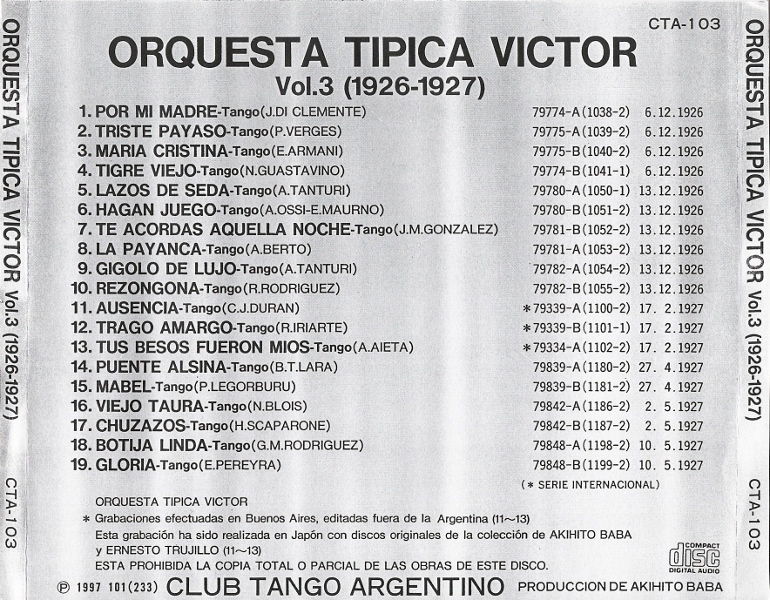 CTA-103
ORQUESTA TIPICA VICTOR
Vol.3 (1926-1927)
1. POR MI MADRE-Tango(J.DI CLEMENTE) 79774-A(1038-2) 6.12.1926
2. TRISTE PAYASO-Tango(P.VERGES) 79775-A(1039-2) 6.12.1926
3. MARIA CRISTINA-Tango(E.ARMANI) 79775-B(1040-2) 6.12.1926
4. TIGRE VIEJO-Tango(N.GUASTAVINO) 79774-B(1041-1) 6.12.1926
5. LAZOS DE SEDA-Tango(A.TANTURI) 79780-A(1050-1) 13.12.1926
6. HAGAN JUEGO-Tango(A.OSSI-E.MAURNO) 79780-B(1051-2) 13.12.1926
7. TE ACORDAS AQUELLA NOCHE-Tango(J.M.GONZALEZ) 79781-B(1052-2) 13.12.1926
8. LA PAYANCA-Tango(A.BERTO) 79781-A(1053-2) 13.12.1926
9. GIGOLO DE LUJO-Tango(A.TANTURI) 79782-A(1054-2) 13.12.1926
10. REZONGONA-Tango(R.RODRIGUEZ) 79782-B(1055-2) 13.12.1926
11. AUSENCIA-Tango(C.J.DURAN) *79339-A(1100-2) 17. 2.1927
12. TRAGO AMARGO-Tango(R.IRIARTE) *79339-B(1101-1) 17. 2.1927
13. TUS BESOS FUERON MIOS-Tango(A.AIETA) *79334-A(1102-2) 17. 2.1927
14. PUENTE ALSINA-Tango(B.T.LARA) 79839-A(1180-2) 27. 4.1927
15. MABEL-Tango(P.LEGORBURU) 79839-B(1181-2) 27. 4.1927
16. VIEJO TAURA-Tango(N.BLOIS) 79842-A(1186-2) 2. 5.1927
17. CHUZAZOS-Tango(H.SCAPARONE) 79842-B(1187-2) 2. 5.1927
18. BOTIJA LINDA-Tango(G.M.RODRIGUEZ) 79848-A(1198-2) 10. 5.1927
19. GLORIA-Tango(E.PEREYRA) 79848-B(1199-2) 10. 5.1927
(* SERIE INTERNACIONAL)
ORQUESTA TIPICA VICTOR
* Grabaciones efectuadas en Buenos Aires, editadas fuera de la Argentina (11～13)
Esta grabación ha sido realizada en Japón con discos originales de la colección de AKIHITO BABA
y ERNESTO TRUJILLO (11～13)
ESTA PROHIBIDA LA COPIA TOTAL O PARCIAL DE LAS OBRAS DE ESTE DISCO.
COMPACT
disc
DIGITAL AUDIO
Ⓟ 1997 101(233) CLUB TANGO ARGENTINO PRODUCCION DE AKIHITO BABA
ORQUESTA TIPICA VICTOR Vol.3 (1926-1927) CTA-103
ORQUESTA TIPICA VICTOR Vol.3 (1926-1927) CTA-103